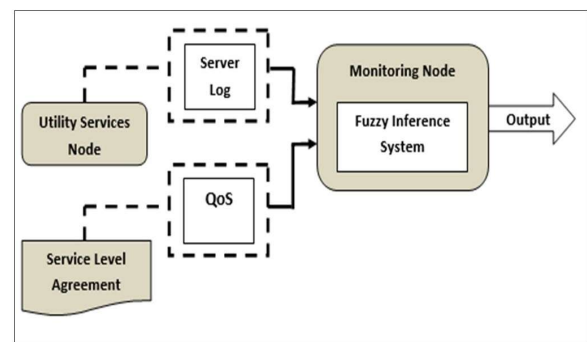 Server
Log
Monitoring Node
Utility Services
Node
Fuzzy Inference
System
Output
QoS
Service Level
Agreement